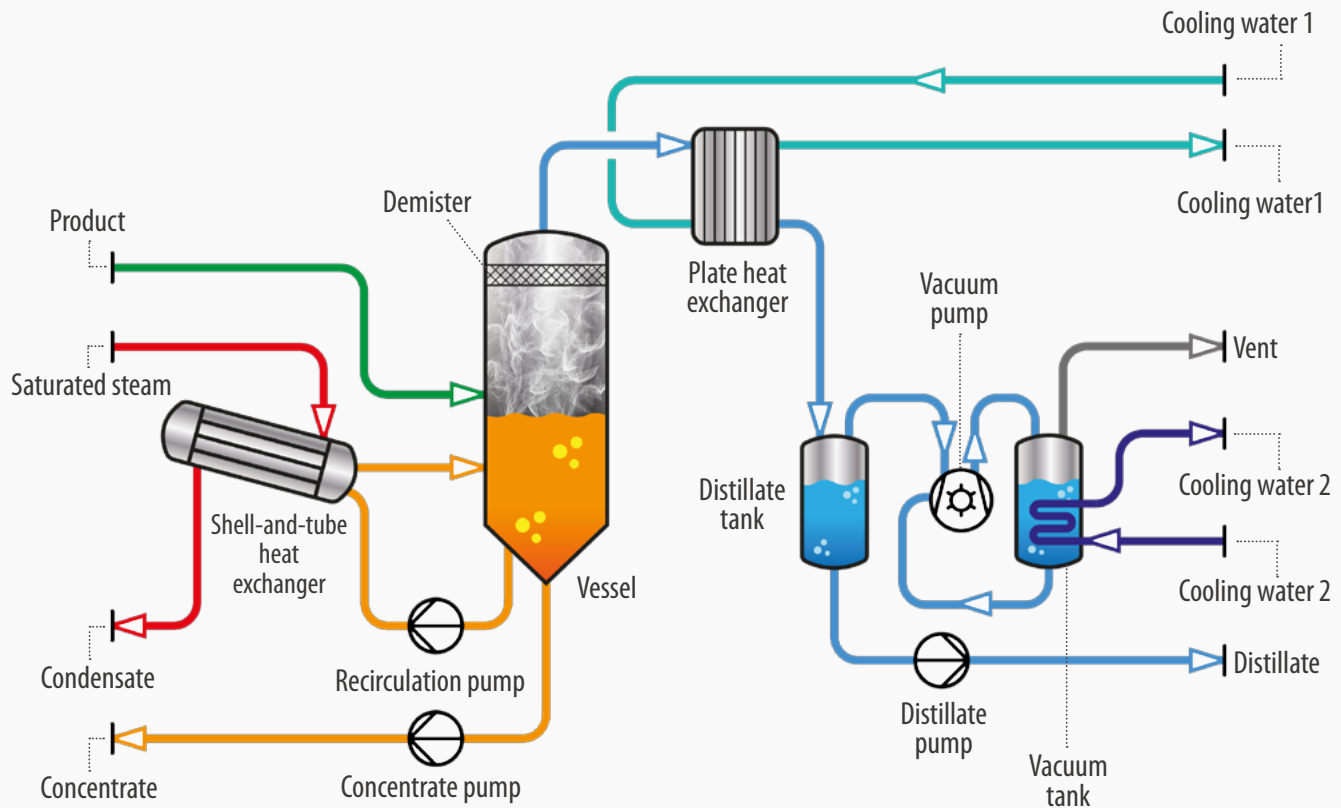 Cooling water 1
Cooling water1
Demister
Product
Plate heat
exchanger
Vacuum
pump
Vent
Saturated steam
Distillate
tank
Cooling water 2
Shell-and-tube
heat
exchanger
Vessel
Cooling water 2
Condensate
Recirculation pump
Distillate
Distillate
pump
Concentrate
Concentrate pump
Vacuum
tank